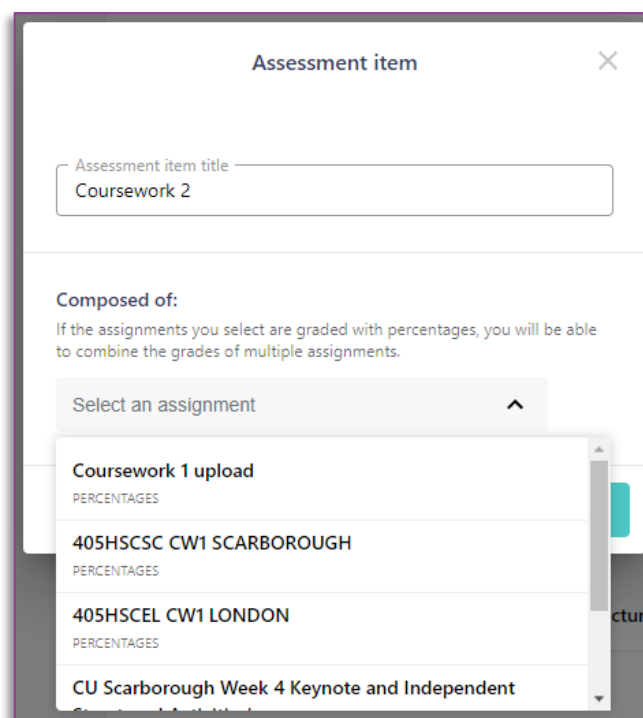 Assessment item
Assessment item title
Coursework 2
Composed of:
If the assignments you select are graded with percentages, you will be able
to combine the grades of multiple assignments.
Select an assignment
Coursework 1 upload
PERCENTAGES
405HSCSC CW1 SCARBOROUGH
PERCENTAGES
405HSCEL CW1 LONDON
PERCENTAGES
CU Scarborough Week 4 Keynote and Independent